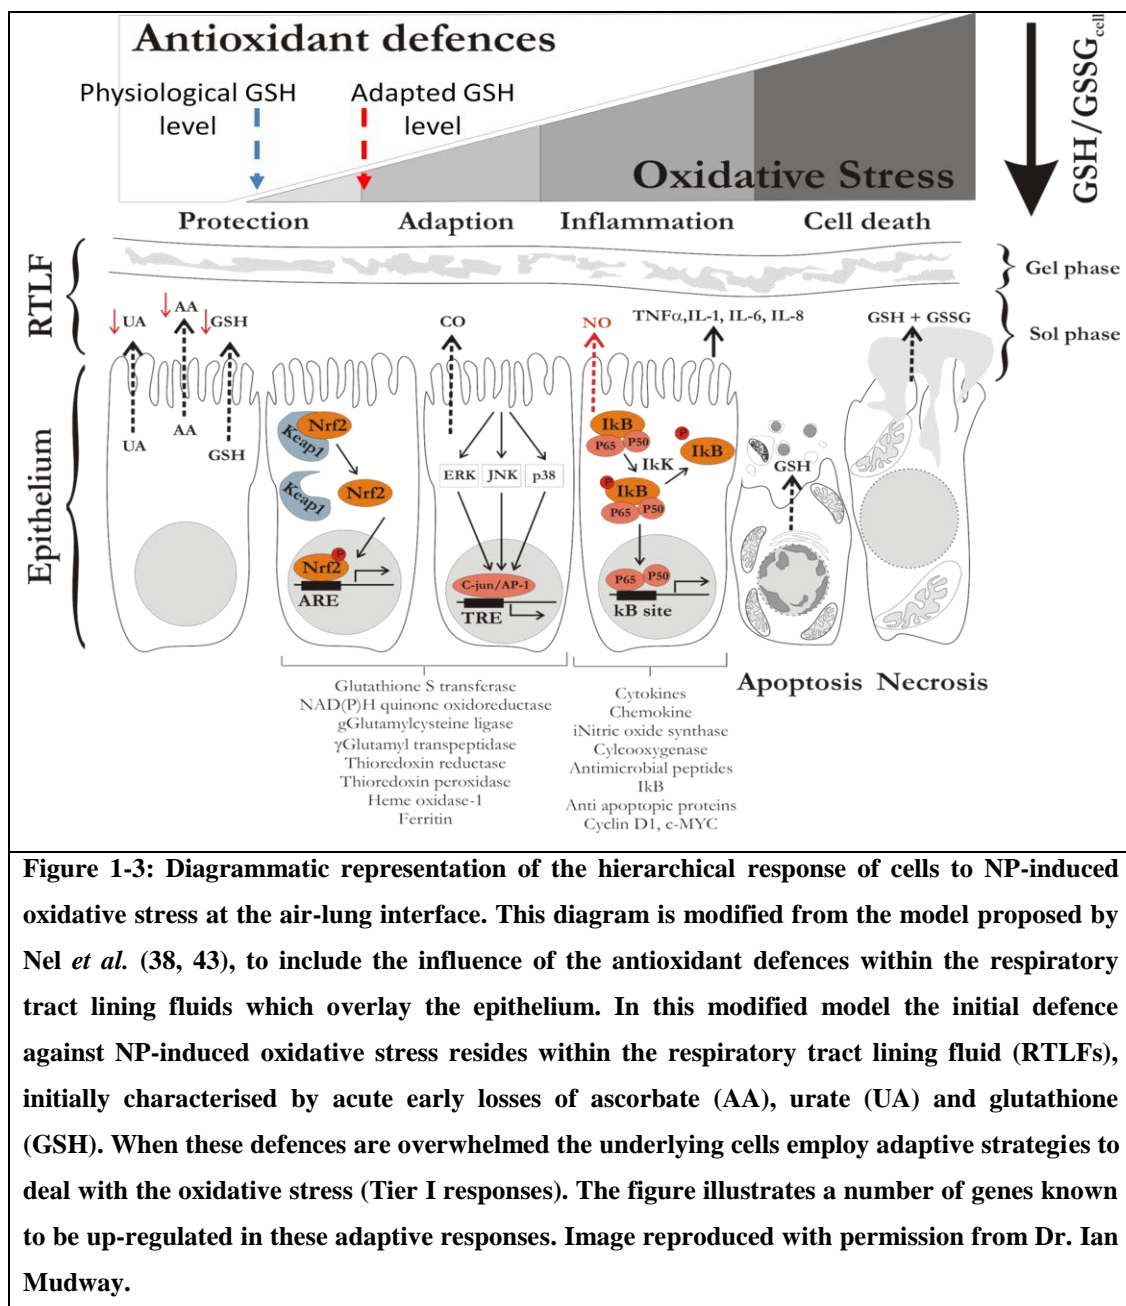 Antioxidant defences
Physiological GSH
level
Adapted GSH
level
Oxidative Stress
GSH/GSSGcell
Protection
Adaption
Inflammation
Cell death
RTLF
Gel phase
Sol phase
UA
AA
GSH
CO
NO
TNFα,IL-1, IL-6, IL-8
GSH + GSSG
Epithelium
UA
AA
GSH
Keap1
Nrf2
Keap1
Nrf2
P
Nrf2
ARE
ERK
JNK
p38
C-jun/AP-1
TRE
IkB
P65
P50
IkK
P
IkB
P
IkB
P65
P50
P65
P50
kB site
GSH
Apoptosis
Necrosis
Glutathione S transferase
NAD(P)H quinone oxidoreductase
gGlutamylcysteine ligase
γGlutamyl transpeptidase
Thioredoxin reductase
Thioredoxin peroxidase
Heme oxidase-1
Ferritin
Cytokines
Chemokine
iNitric oxide synthase
Cylcooxygenase
Antimicrobial peptides
IkB
Anti apoptopic proteins
Cyclin D1, c-MYC
Figure 1-3: Diagrammatic representation of the hierarchical response of cells to NP-induced
oxidative stress at the air-lung interface. This diagram is modified from the model proposed by
Nel et al. (38, 43), to include the influence of the antioxidant defences within the respiratory
tract lining fluids which overlay the epithelium. In this modified model the initial defence
against NP-induced oxidative stress resides within the respiratory tract lining fluid (RTLFs),
initially characterised by acute early losses of ascorbate (AA), urate (UA) and glutathione
(GSH). When these defences are overwhelmed the underlying cells employ adaptive strategies to
deal with the oxidative stress (Tier I responses). The figure illustrates a number of genes known
to be up-regulated in these adaptive responses. Image reproduced with permission from Dr. Ian
Mudway.